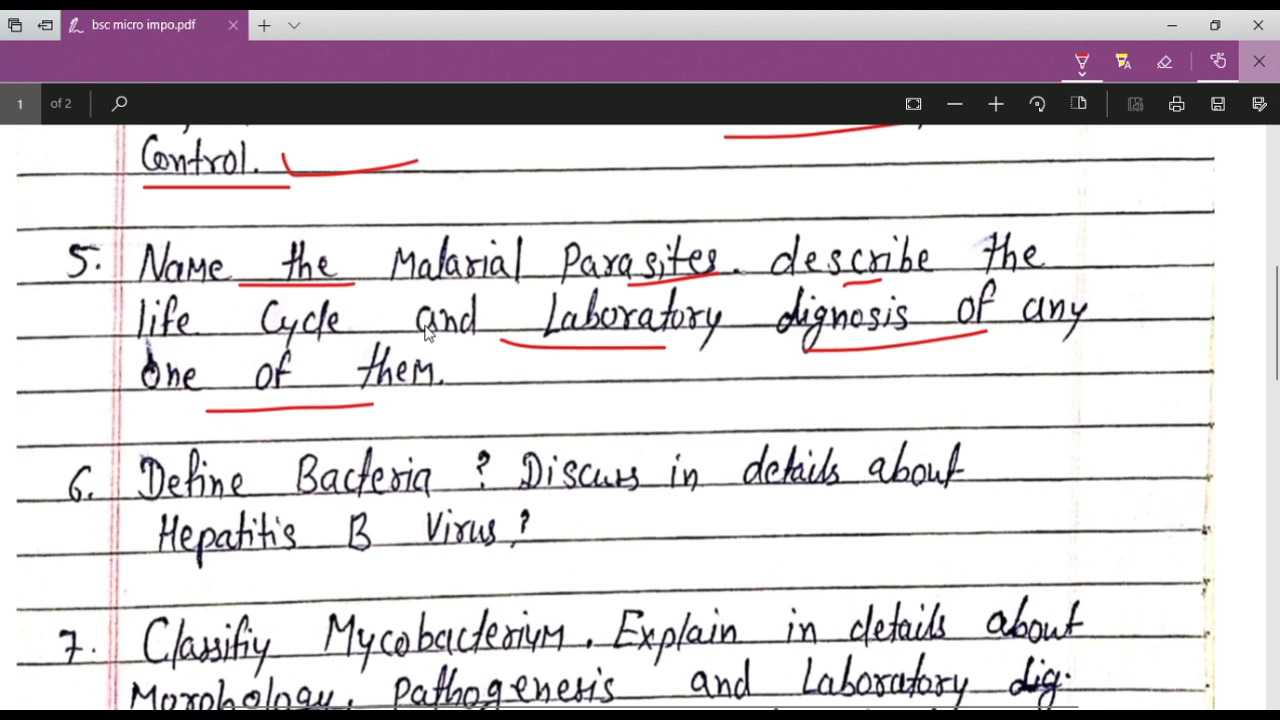 bsc micro impo.pdf
1 of 2
Control.
5. Name the Malarial Parasites. describe the
life Cycle and Laboratory dignosis of any
One of them.
6. Define Bacteria ? Discuss in details about
Hepatitis B Virus ?
7. Classifiy Mycobacterium. Explain in details about
Morphology, Pathogenesis and Laboratory dig.